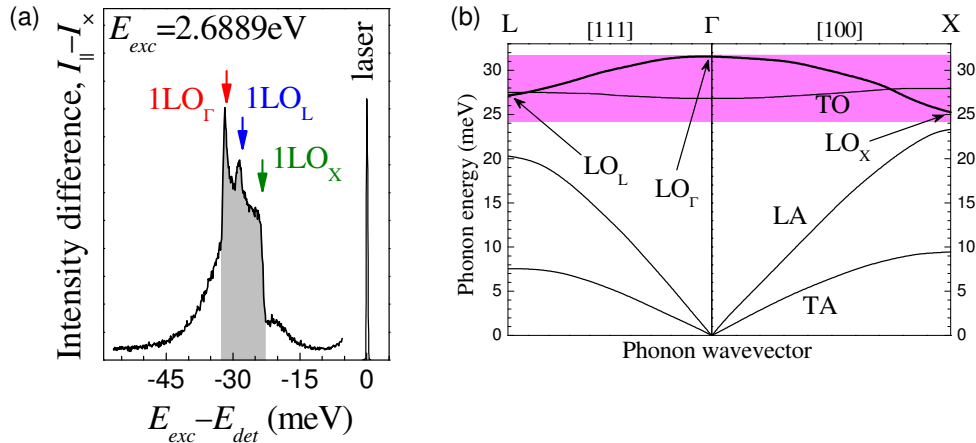 (a)
E_exc=2.6889eV
Intensity difference, I_∥–I_×
laser
1LO_Γ
1LO_L
1LO_X
-45 -30 -15 0
E_exc–E_det (meV)
(b)
L [111] Γ [100] X
Phonon energy (meV)
30 30
25 25
20 20
15 15
10 10
5 5
0 0
TO
LO_X
LO_L
LO_Γ
LA
TA
Phonon wavevector